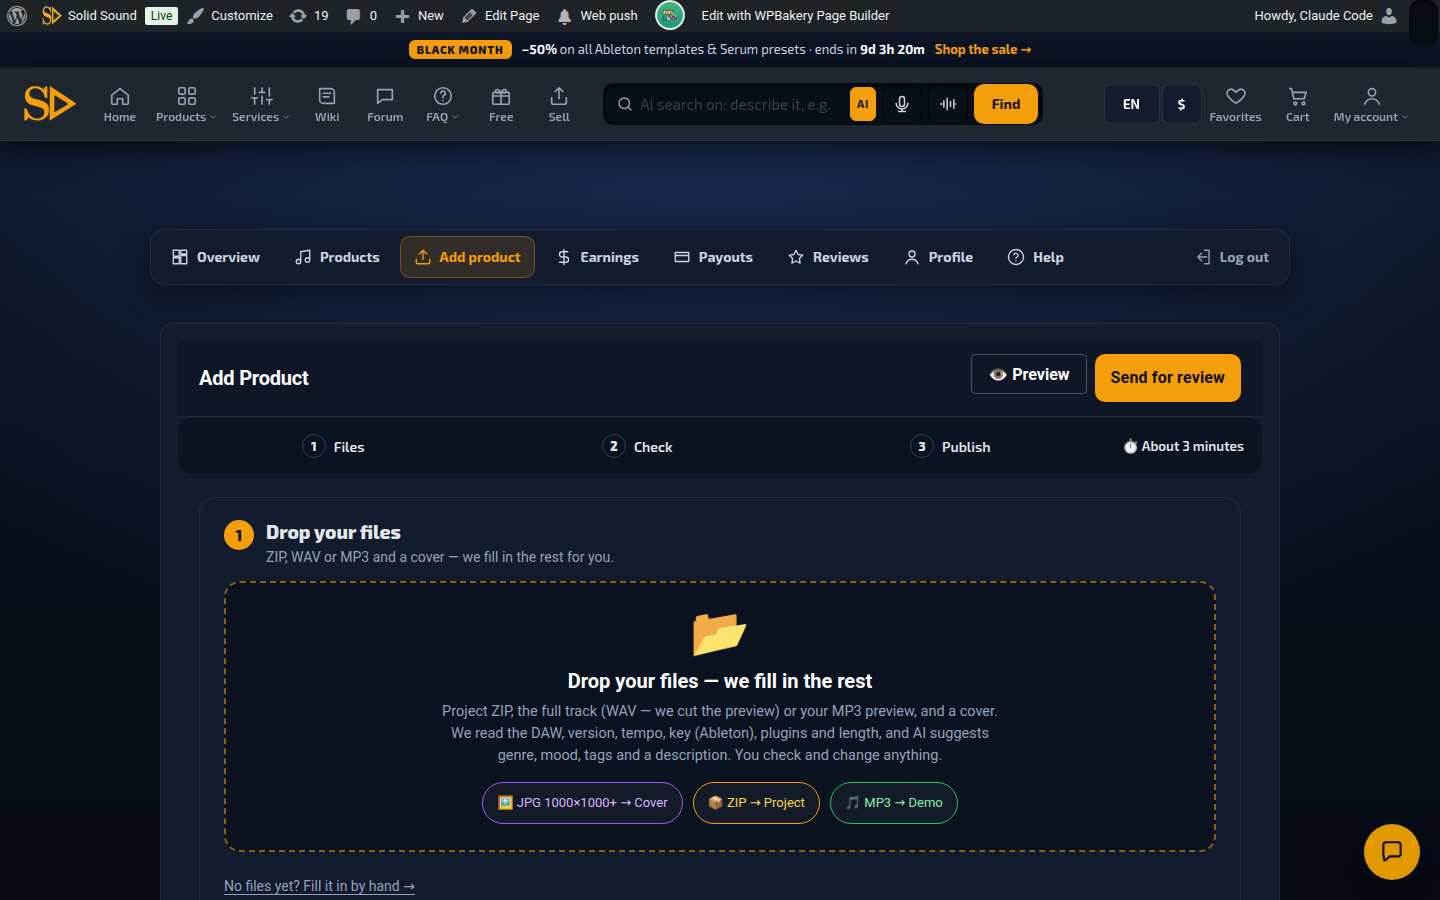 Solid Sound Live Customize 19 0 New Edit Page Web push Edit with WPBakery Page Builder Howdy, Claude Code
BLACK MONTH −50% on all Ableton templates & Serum presets · ends in 9d 3h 20m Shop the sale →
SD Home Products Services Wiki Forum FAQ Free Sell AI search on: describe it, e.g. AI Find EN $ Favorites Cart My account
Overview Products Add product Earnings Payouts Reviews Profile Help Log out
Add Product Preview Send for review
1 Files 2 Check 3 Publish About 3 minutes
1 Drop your files
ZIP, WAV or MP3 and a cover — we fill in the rest for you.
Drop your files — we fill in the rest
Project ZIP, the full track (WAV — we cut the preview) or your MP3 preview, and a cover.
We read the DAW, version, tempo, key (Ableton), plugins and length, and AI suggests
genre, mood, tags and a description. You check and change anything.
JPG 1000×1000+ → Cover ZIP → Project MP3 → Demo
No files yet? Fill it in by hand →